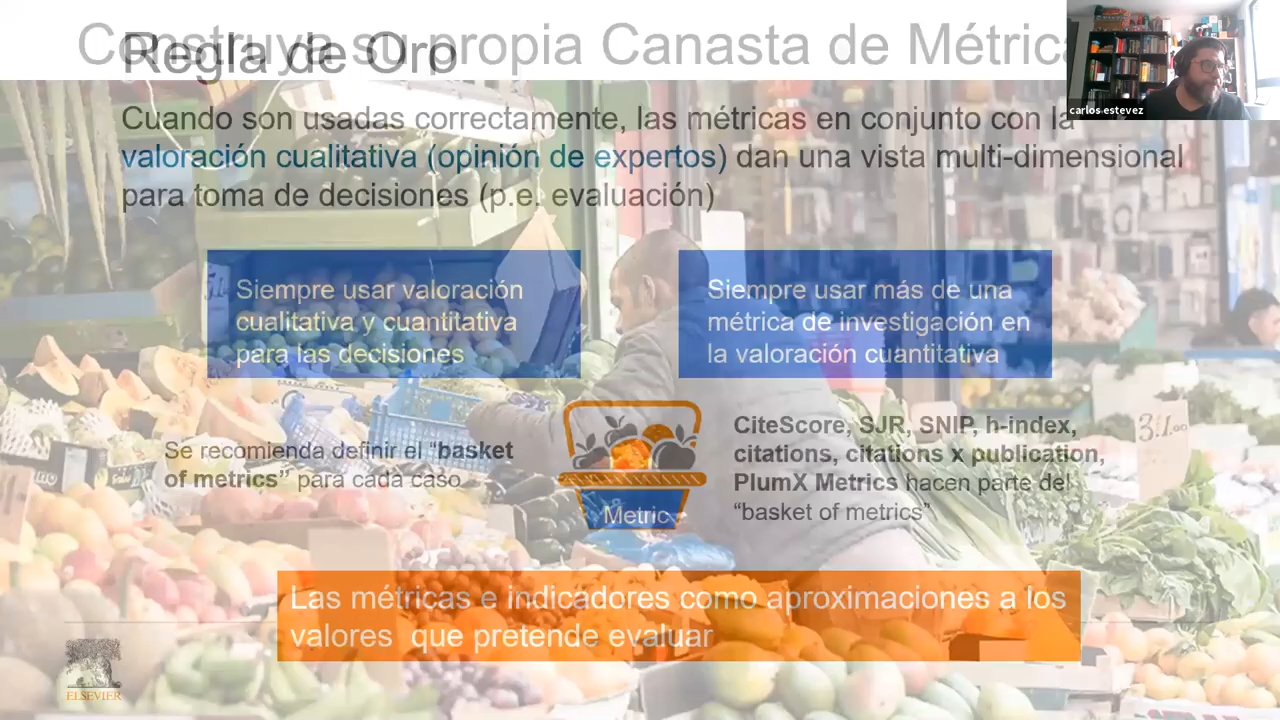 Construya su propia Canasta de Métrica
Regla de Oro
carlos estevez
Cuando son usadas correctamente, las métricas en conjunto con la
valoración cualitativa (opinión de expertos) dan una vista multi-dimensional
para toma de decisiones (p.e. evaluación)
Siempre usar valoración
cualitativa y cuantitativa
para las decisiones
Siempre usar más de una
métrica de investigación en
la valoración cuantitativa
Se recomienda definir el “basket
of metrics” para cada caso
Metric
CiteScore, SJR, SNIP, h-index,
citations, citations x publication,
PlumX Metrics hacen parte del
“basket of metrics”
Las métricas e indicadores como aproximaciones a los
valores que pretende evaluar
ELSEVIER